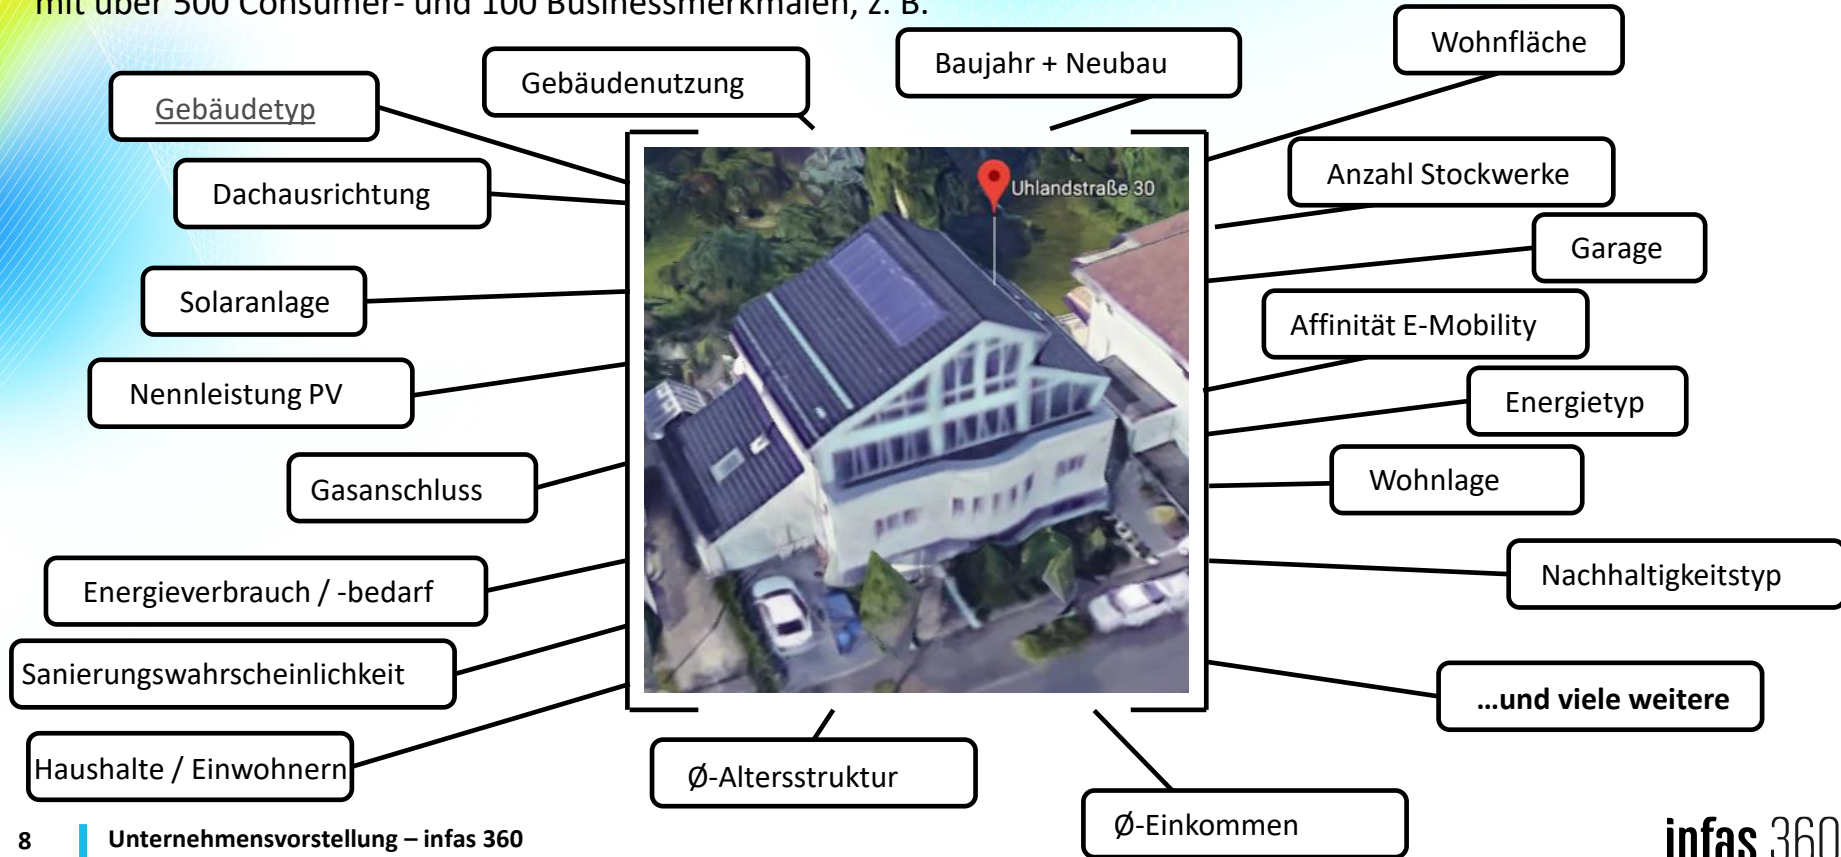 mit über 500 Consumer- und 100 Businessmerkmalen, z. B.
Gebäudetyp
Gebäudenutzung
Baujahr + Neubau
Wohnfläche
Dachausrichtung
Uhlandstraße 30
Anzahl Stockwerke
Garage
Solaranlage
Affinität E-Mobility
Nennleistung PV
Energietyp
Gasanschluss
Wohnlage
Energieverbrauch / -bedarf
Nachhaltigkeitstyp
Sanierungswahrscheinlichkeit
...und viele weitere
Haushalte / Einwohnern
Ø-Altersstruktur
Ø-Einkommen
8 Unternehmensvorstellung – infas 360
infas 360